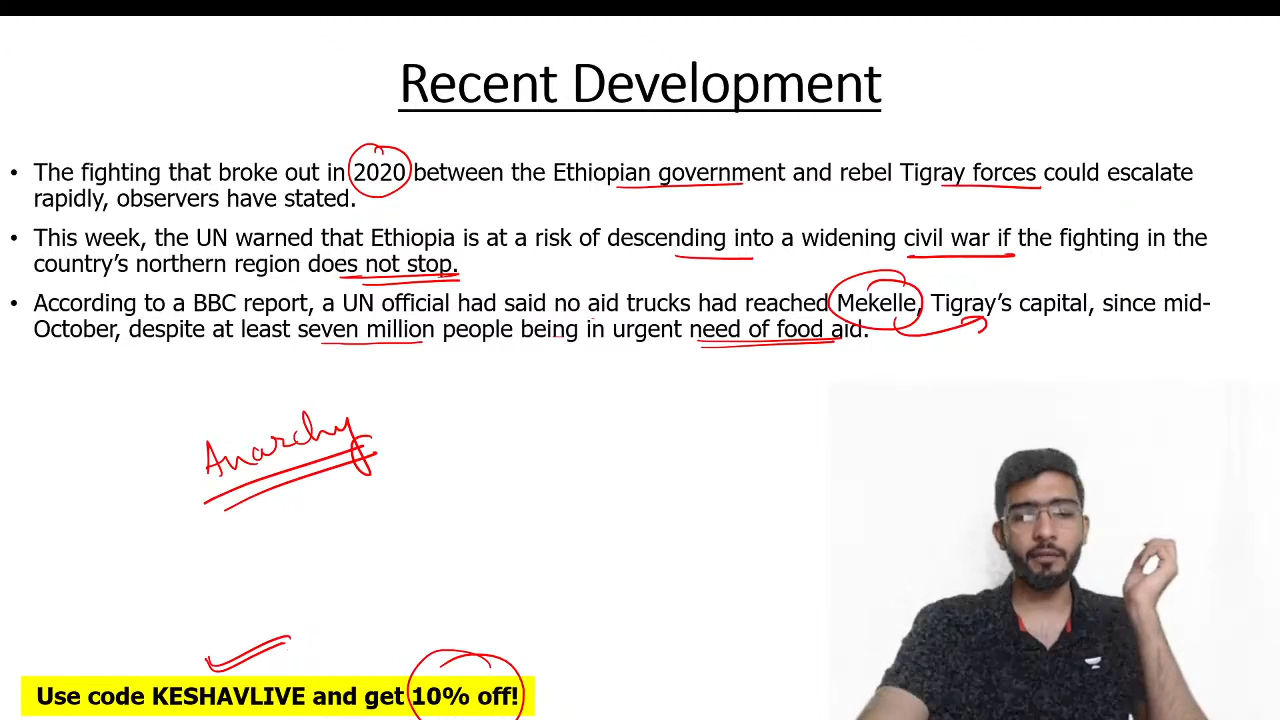 Recent Development
• The fighting that broke out in 2020 between the Ethiopian government and rebel Tigray forces could escalate
rapidly, observers have stated.
• This week, the UN warned that Ethiopia is at a risk of descending into a widening civil war if the fighting in the
country’s northern region does not stop.
• According to a BBC report, a UN official had said no aid trucks had reached Mekelle, Tigray’s capital, since mid-
October, despite at least seven million people being in urgent need of food aid.
Anarchy
Use code KESHAVLIVE and get 10% off!